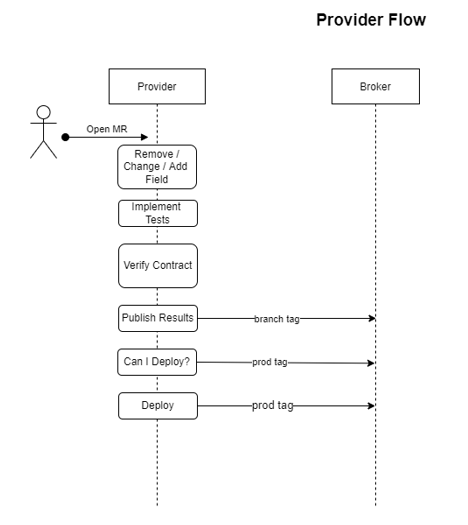 Provider Flow
Provider
Broker
Open MR
Remove /
Change / Add
Field
Implement
Tests
Verify Contract
Publish Results
branch tag
Can I Deploy?
prod tag
Deploy
prod tag